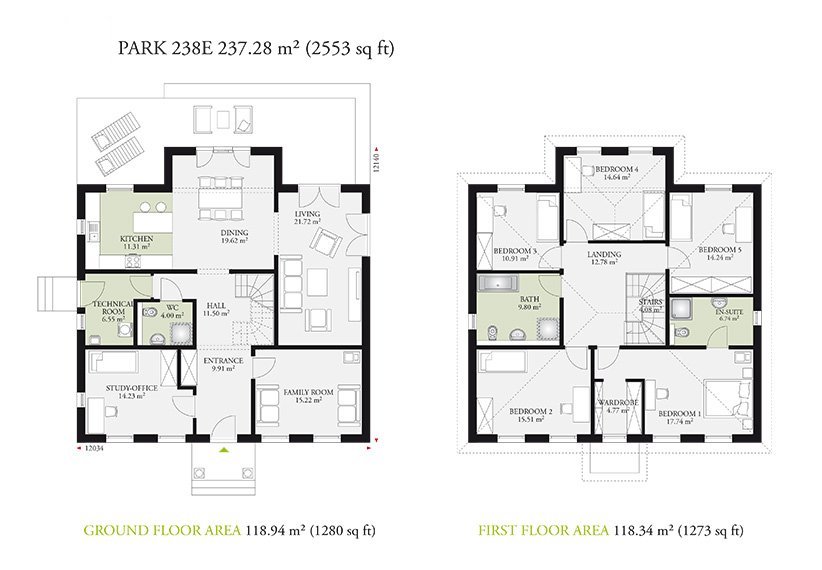 PARK 238E 237.28 m² (2553 sq ft)
KITCHEN
11.31 m²
DINING
19.62 m²
LIVING
21.72 m²
12140
TECHNICAL
ROOM
6.55 m²
WC
4.00 m²
HALL
11.50 m²
ENTRANCE
9.91 m²
STUDY-OFFICE
14.23 m²
FAMILY ROOM
15.22 m²
12034
GROUND FLOOR AREA 118.94 m² (1280 sq ft)
BEDROOM 4
14.64 m²
BEDROOM 3
10.91 m²
LANDING
12.78 m²
BEDROOM 5
14.24 m²
BATH
9.80 m²
STAIRS
4.08 m²
EN-SUITE
6.74 m²
BEDROOM 2
15.51 m²
WARDROBE
4.77 m²
BEDROOM 1
17.74 m²
FIRST FLOOR AREA 118.34 m² (1273 sq ft)